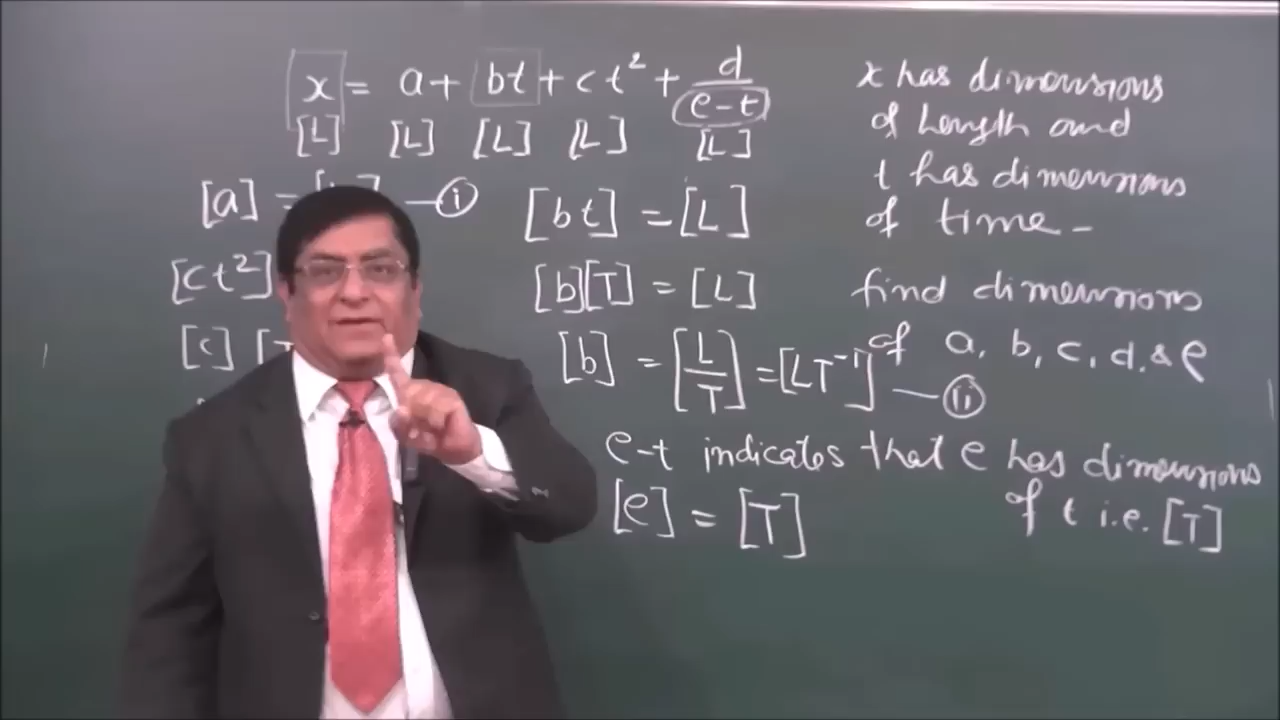 x = a + bt + ct² + d/(e-t)
[L] [L] [L] [L] [L]
[a] = — (i)
[ct²]
[c] [T
[bt] = [L]
[b][T] = [L]
[b] = [L/T] = [LT⁻¹] — (ii)
x has dimensions
of length and
t has dimensions
of time -
find dimensions
of a, b, c, d, & e
e-t indicates that e has dimensions
of t i.e. [T]
[e] = [T]